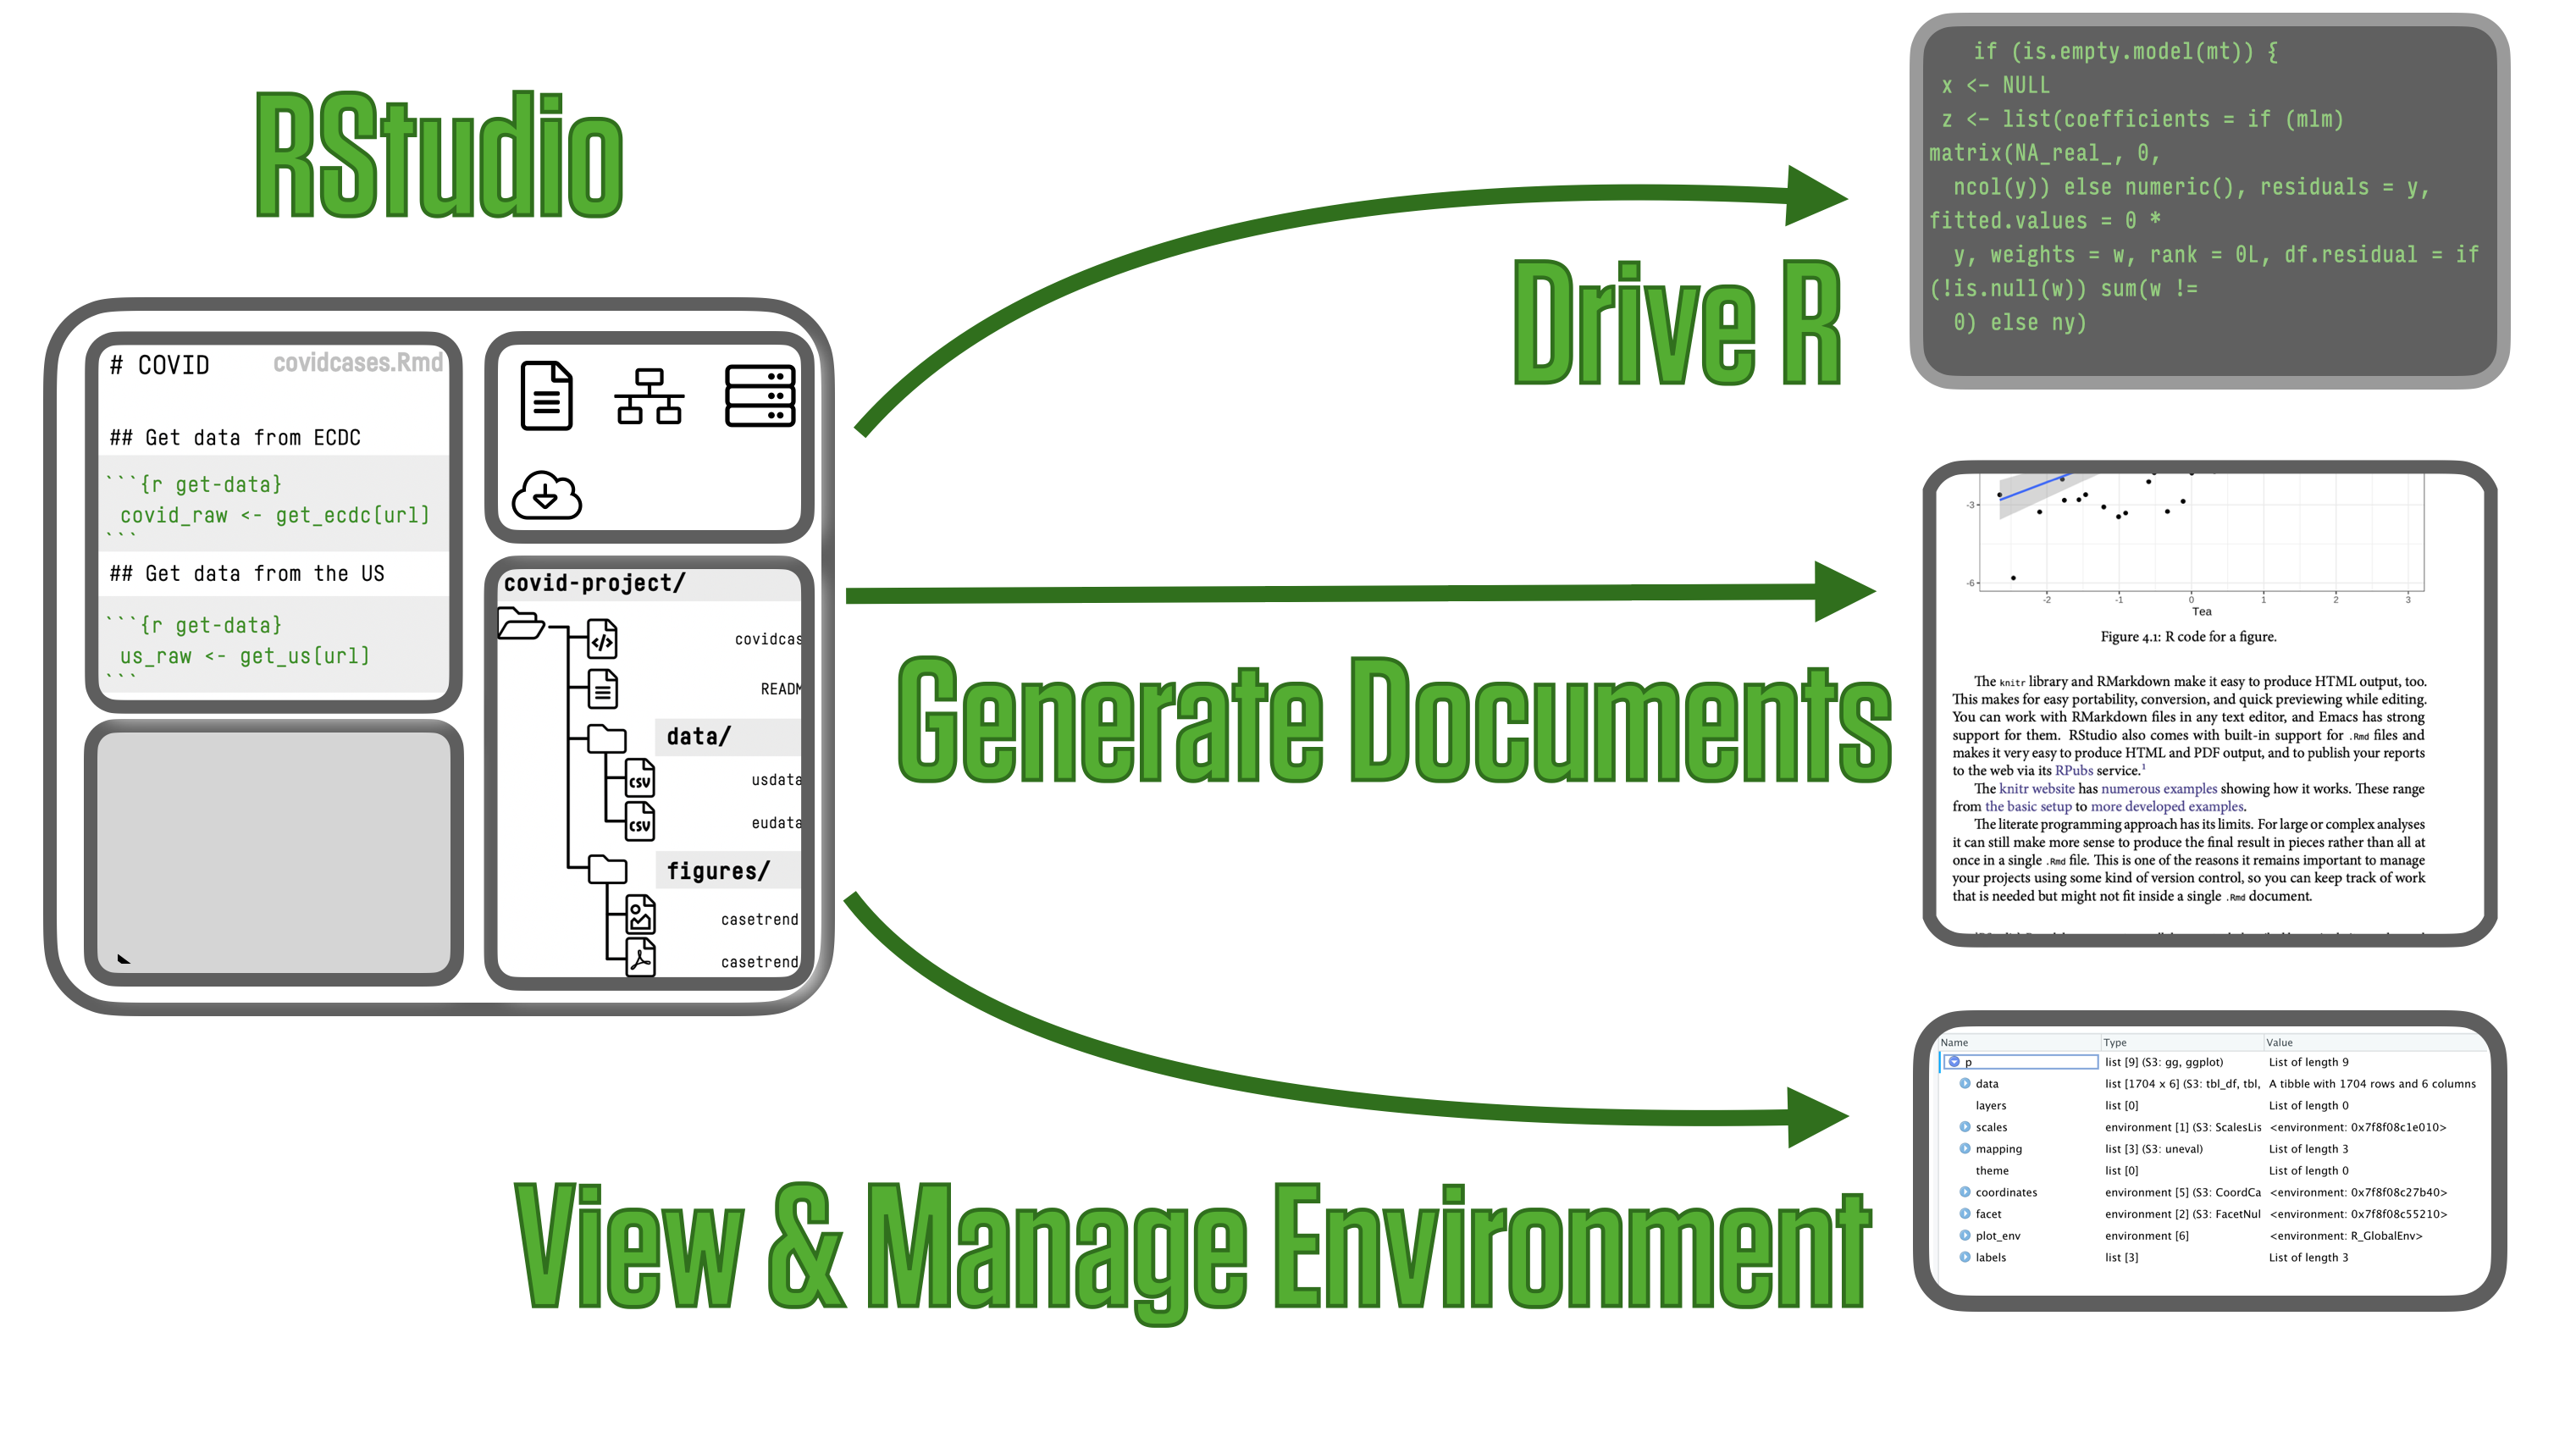 RStudio
# COVID covidcases.Rmd
## Get data from ECDC
```{r get-data}
covid_raw <- get_ecdc[url]
```
## Get data from the US
```{r get-data}
us_raw <- get_us[url]
```
covid-project/
</>
covidcas
READM
data/
CSV
usdata
CSV
eudata
figures/
casetrend
casetrend
Drive R
Generate Documents
View & Manage Environment
if (is.empty.model(mt)) {
x <- NULL
z <- list(coefficients = if (mlm)
matrix(NA_real_, 0,
ncol(y)) else numeric(), residuals = y,
fitted.values = 0 *
y, weights = w, rank = 0L, df.residual = if
(!is.null(w)) sum(w !=
0) else ny)
-3
-6
-2 -1 0 1 2 3
Tea
Figure 4.1: R code for a figure.
The knitr library and RMarkdown make it easy to produce HTML output, too.
This makes for easy portability, conversion, and quick previewing while editing.
You can work with RMarkdown files in any text editor, and Emacs has strong
support for them. RStudio also comes with built-in support for .Rmd files and
makes it very easy to produce HTML and PDF output, and to publish your reports
to the web via its RPubs service.¹
The knitr website has numerous examples showing how it works. These range
from the basic setup to more developed examples.
The literate programming approach has its limits. For large or complex analyses
it can still make more sense to produce the final result in pieces rather than all at
once in a single .Rmd file. This is one of the reasons it remains important to manage
your projects using some kind of version control, so you can keep track of work
that is needed but might not fit inside a single .Rmd document.
Name Type Value
p list [9] (S3: gg, ggplot) List of length 9
data list [1704 x 6] (S3: tbl_df, tbl, A tibble with 1704 rows and 6 columns
layers list [0] List of length 0
scales environment [1] (S3: ScalesLis <environment: 0x7f8f08c1e010>
mapping list [3] (S3: uneval) List of length 3
theme list [0] List of length 0
coordinates environment [5] (S3: CoordCa <environment: 0x7f8f08c27b40>
facet environment [2] (S3: FacetNul <environment: 0x7f8f08c55210>
plot_env environment [6] <environment: R_GlobalEnv>
labels list [3] List of length 3